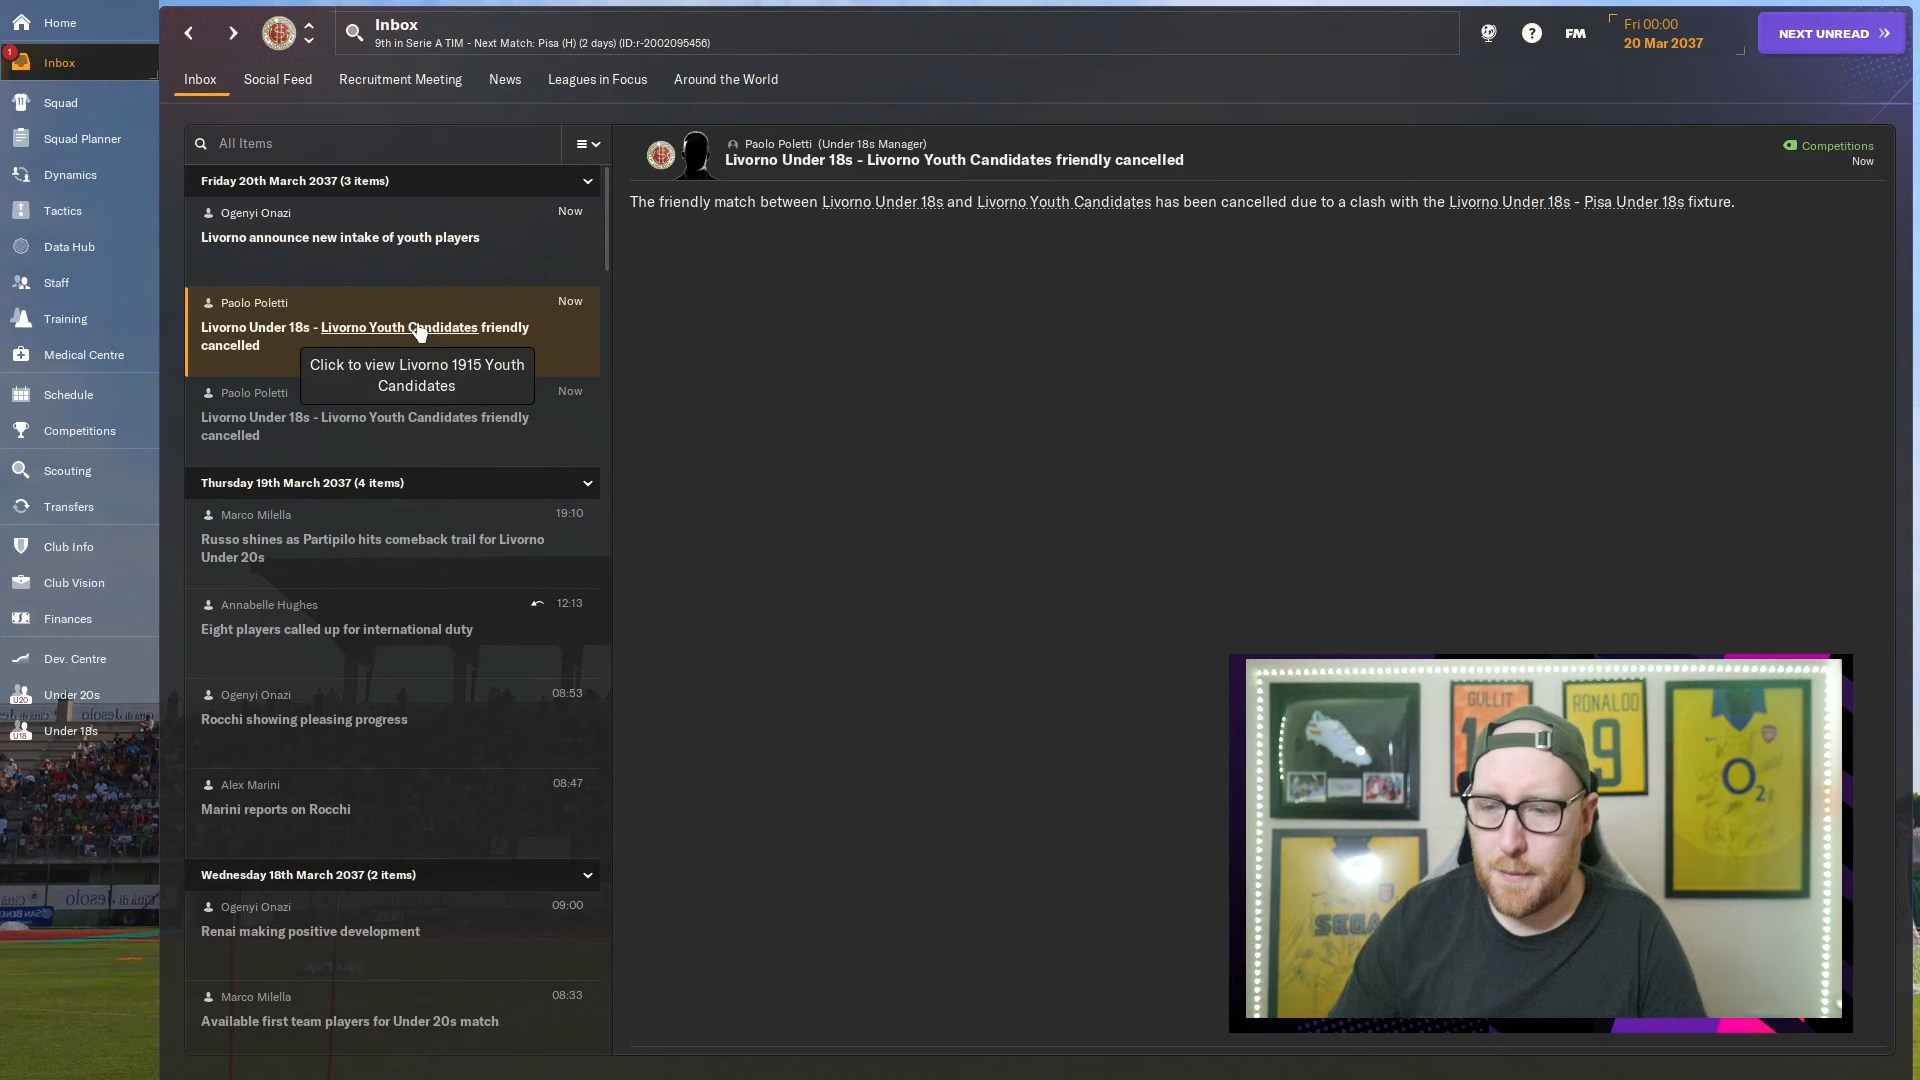 Home
1
Inbox
Squad
Squad Planner
Dynamics
Tactics
Data Hub
Staff
Training
Medical Centre
Schedule
Competitions
Scouting
Transfers
Club Info
Club Vision
Finances
Dev. Centre
U20
Under 20s
U18
Under 18s
Inbox
9th in Serie A TIM - Next Match: Pisa (H) (2 days) (ID:r-2002095456)
FM
Fri 00:00
20 Mar 2037
NEXT UNREAD
Inbox
Social Feed
Recruitment Meeting
News
Leagues in Focus
Around the World
All Items
Friday 20th March 2037 (3 items)
Ogenyi Onazi
Now
Livorno announce new intake of youth players
Paolo Poletti
Now
Livorno Under 18s - Livorno Youth Candidates friendly
cancelled
Click to view Livorno 1915 Youth
Candidates
Paolo Poletti
Now
Livorno Under 18s - Livorno Youth Candidates friendly
cancelled
Thursday 19th March 2037 (4 items)
Marco Milella
19:10
Russo shines as Partipilo hits comeback trail for Livorno
Under 20s
Annabelle Hughes
12:13
Eight players called up for international duty
Ogenyi Onazi
08:53
Rocchi showing pleasing progress
Alex Marini
08:47
Marini reports on Rocchi
Wednesday 18th March 2037 (2 items)
Ogenyi Onazi
09:00
Renai making positive development
Marco Milella
08:33
Available first team players for Under 20s match
Paolo Poletti (Under 18s Manager)
Livorno Under 18s - Livorno Youth Candidates friendly cancelled
Competitions
Now
The friendly match between Livorno Under 18s and Livorno Youth Candidates has been cancelled due to a clash with the Livorno Under 18s - Pisa Under 18s fixture.
GULLIT
RONALDO
9
O2
SEGA